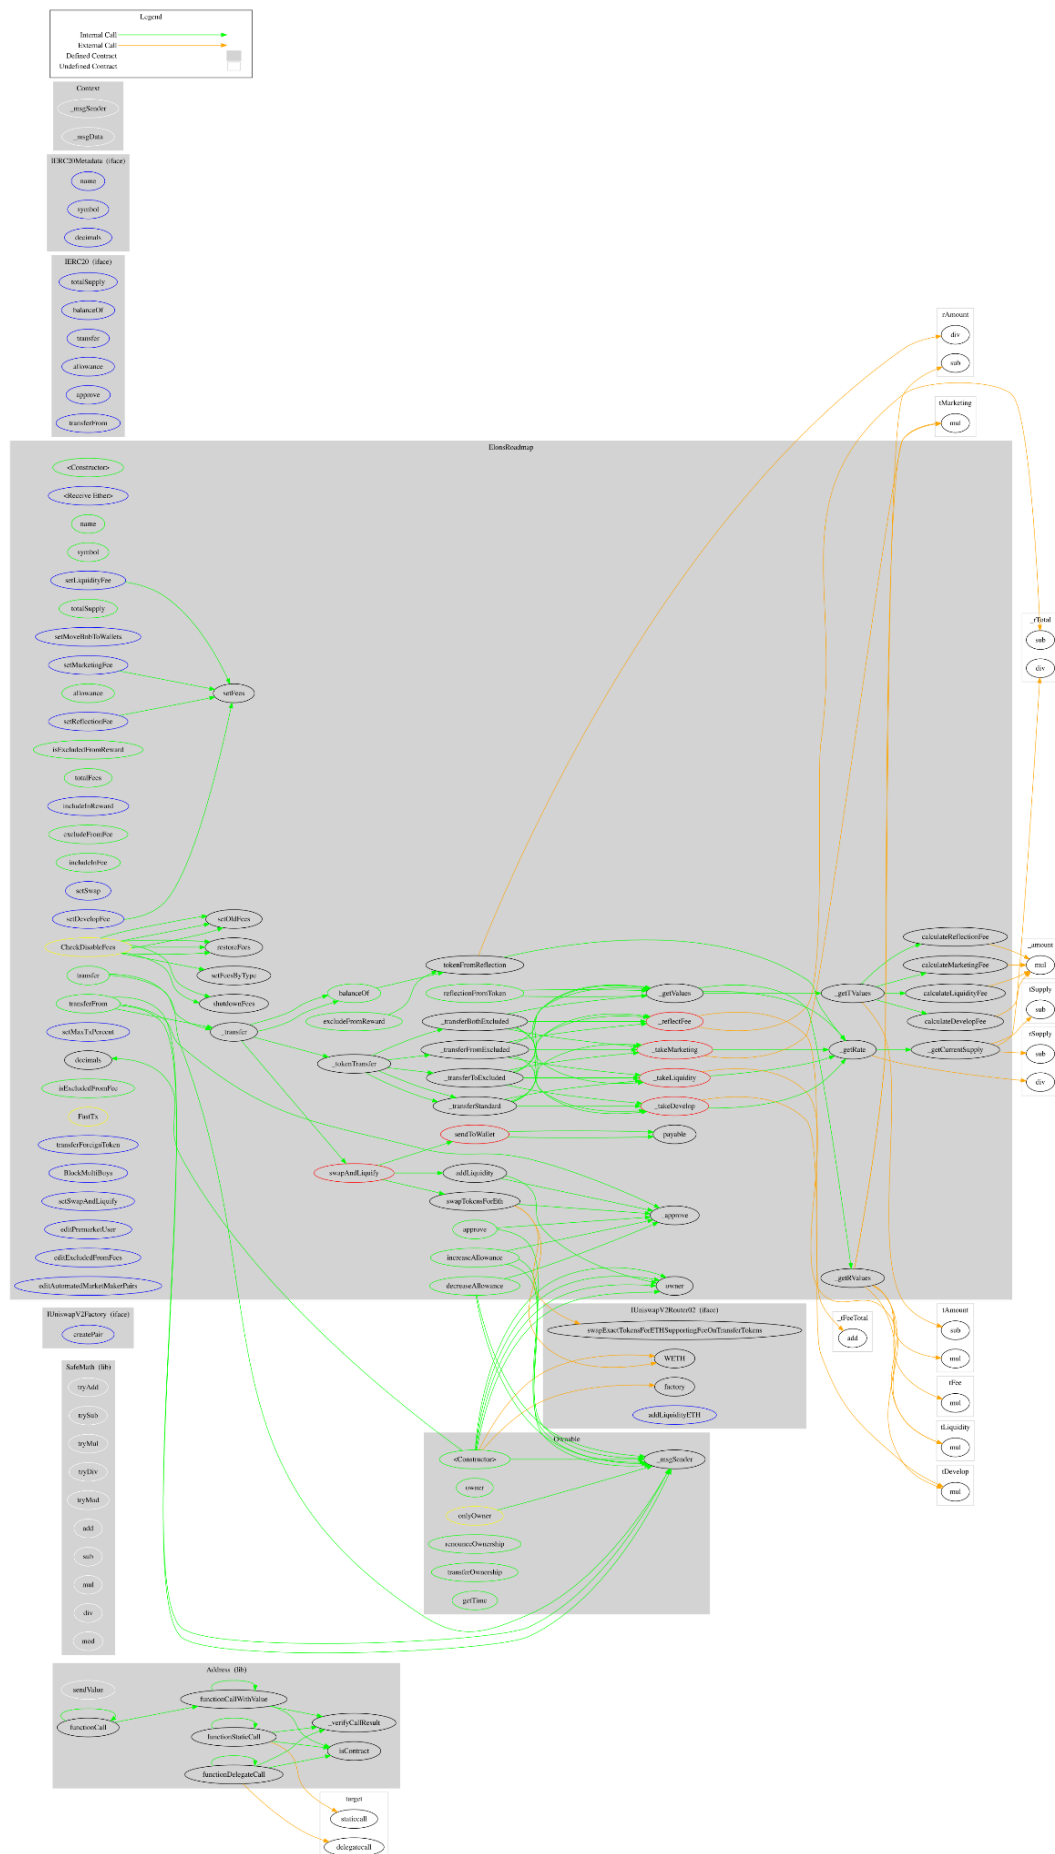 Legend
Internal Call
External Call
Defined Contract
Undefined Contract
Context
_msgSender
_msgData
IERC20Metadata (iface)
name
symbol
decimals
IERC20 (iface)
totalSupply
balanceOf
transfer
allowance
approve
transferFrom
rAmount
div
sub
tMarketing
mul
ElonsRoadmap
<Constructor>
<Receive Ether>
name
symbol
setLiquidityFee
totalSupply
setMoveBnbToWallets
setMarketingFee
allowance
setReflectionFee
isExcludedFromReward
totalFees
includeInReward
excludeFromFee
includeInFee
setSwap
setDevelopFee
CheckDisableFees
transfer
transferFrom
setMaxTxPercent
decimals
isExcludedFromFee
FastTx
transferForeignToken
BlockMultiBuys
setSwapAndLiquify
editPremarketUser
editExcludedFromFees
editAutomatedMarketMakerPairs
setFees
setOldFees
restoreFees
setFeesByType
shutdownFees
_transfer
balanceOf
excludeFromReward
_tokenTransfer
swapAndLiquify
tokenFromReflection
reflectionFromToken
_transferBothExcluded
_transferFromExcluded
_transferToExcluded
_transferStandard
sendToWallet
addLiquidity
swapTokensForEth
approve
increaseAllowance
decreaseAllowance
_getValues
_reflectFee
_takeMarketing
_takeLiquidity
_takeDevelop
payable
approve
owner
_getTValues
_getRate
_getRValues
calculateReflectionFee
calculateMarketingFee
calculateLiquidityFee
calculateDevelopFee
_getCurrentSupply
_rTotal
sub
div
_amount
mul
tSupply
sub
rSupply
sub
div
IUniswapV2Factory (iface)
createPair
IUniswapV2Router02 (iface)
swapExactTokensForETHSupportingFeeOnTransferTokens
WETH
factory
addLiquidityETH
_tFeeTotal
add
tAmount
sub
mul
tFee
mul
tLiquidity
mul
tDevelop
mul
SafeMath (lib)
tryAdd
trySub
tryMul
tryDiv
tryMod
add
sub
mul
div
mod
Ownable
<Constructor>
owner
onlyOwner
renounceOwnership
transferOwnership
getTime
_msgSender
Address (lib)
sendValue
functionCall
functionCallWithValue
functionStaticCall
functionDelegateCall
_verifyCallResult
isContract
target
staticcall
delegatecall